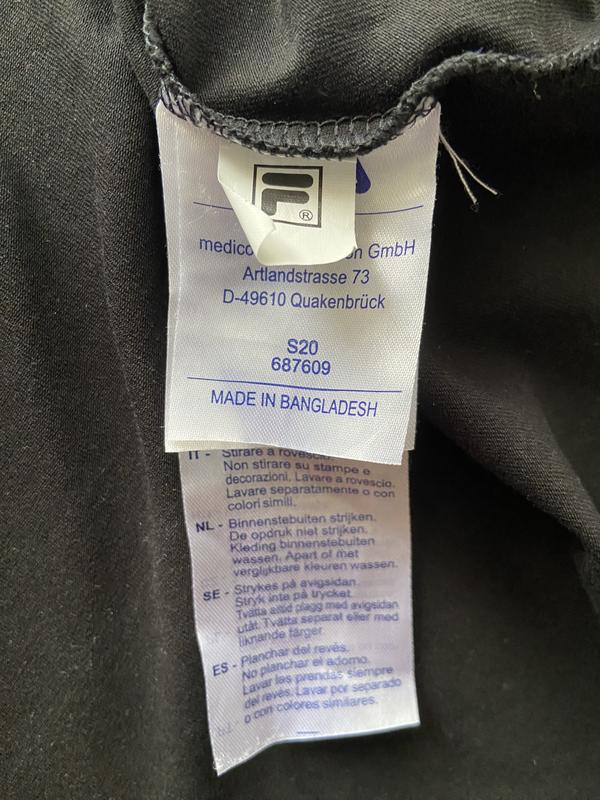 F®
GmbH
Artlandstrasse 73
D-49610 Quakenbrück
S20
687609
MADE IN BANGLADESH
IT - Stirare a rovescio.
Non stirare su stampe e
decorazioni. Lavare a rovescio.
Lavare separatamente o con
colori simili.
NL - Binnenstebuiten strijken.
De opdruk niet strijken.
Kleding binnenstebuiten
wassen. Apart of met
verglijkbare kleuren wassen.
SE - Strykes på avigsidan.
Stryk inte på trycket.
Tvätta alltid plagg med avigsidan
utåt. Tvätta separat eller med
liknande färger.
ES - Planchar del revés.
No planchar el adorno.
Lavar las prendas siempre
del revés. Lavar por separado
o con colores similares.